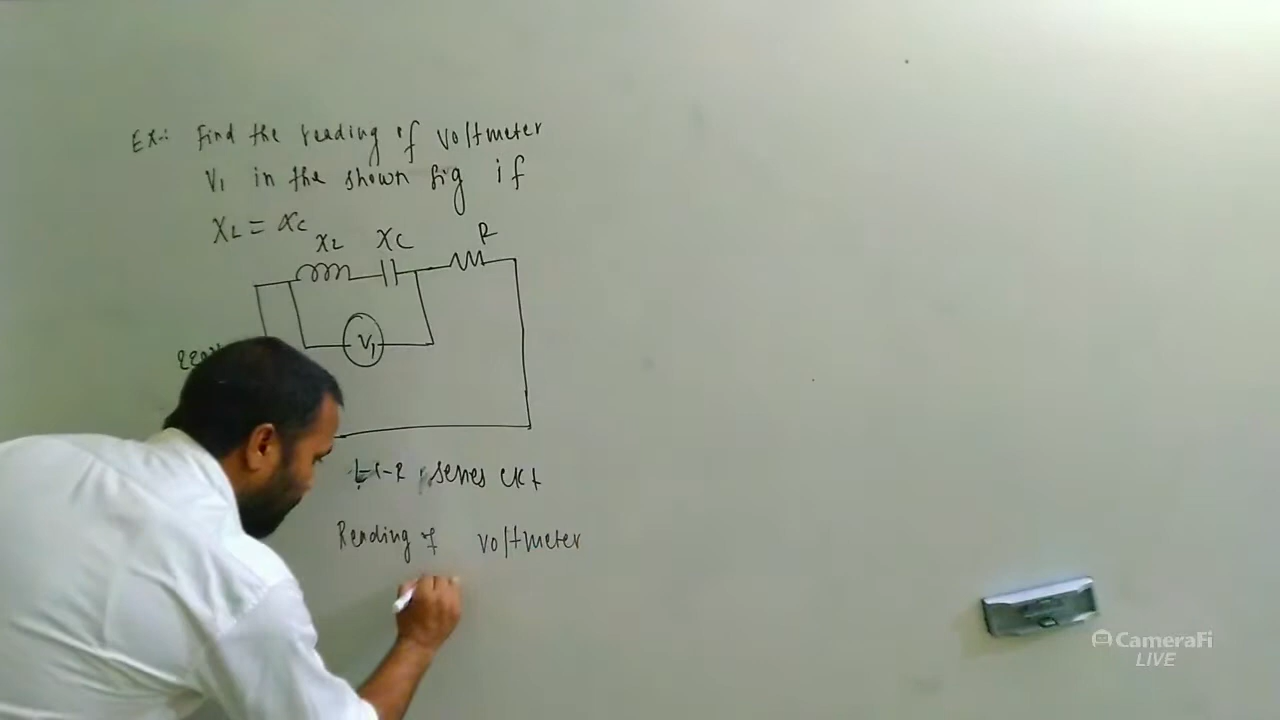 Ex:- Find the reading of voltmeter
V1 in the shown fig if
XL = XC
XL XC R
V1
L-C-R series ckt
Reading of voltmeter
CameraFi
LIVE